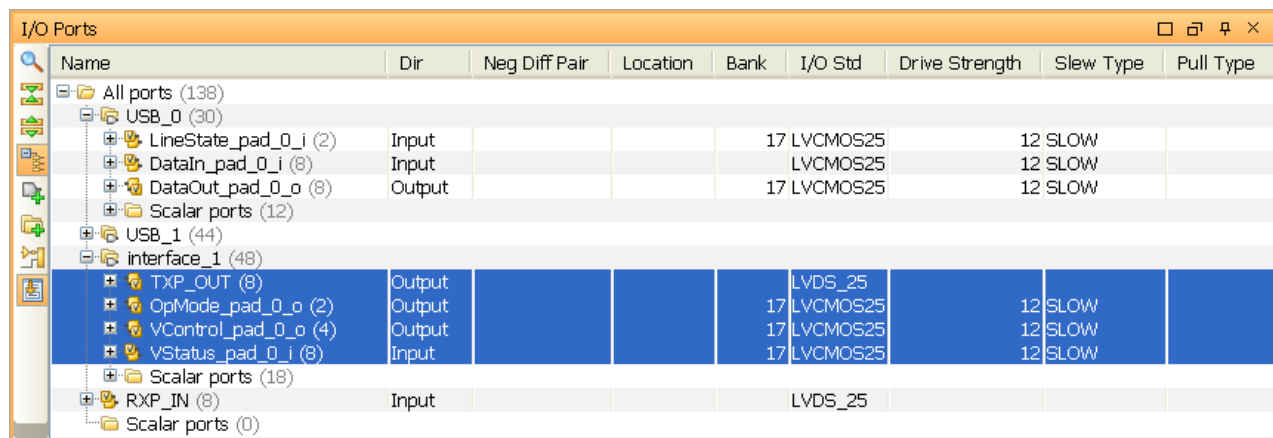 I/O Ports
Name Dir Neg Diff Pair Location Bank I/O Std Drive Strength Slew Type Pull Type
All ports (138)
USB_0 (30)
LineState_pad_0_i (2) Input 17 LVCMOS25 12 SLOW
DataIn_pad_0_i (8) Input LVCMOS25 12 SLOW
DataOut_pad_0_o (8) Output 17 LVCMOS25 12 SLOW
Scalar ports (12)
USB_1 (44)
interface_1 (48)
TXP_OUT (8) Output LVDS_25
OpMode_pad_0_o (2) Output 17 LVCMOS25 12 SLOW
VControl_pad_0_o (4) Output 17 LVCMOS25 12 SLOW
VStatus_pad_0_i (8) Input 17 LVCMOS25 12 SLOW
Scalar ports (18)
RXP_IN (8) Input LVDS_25
Scalar ports (0)